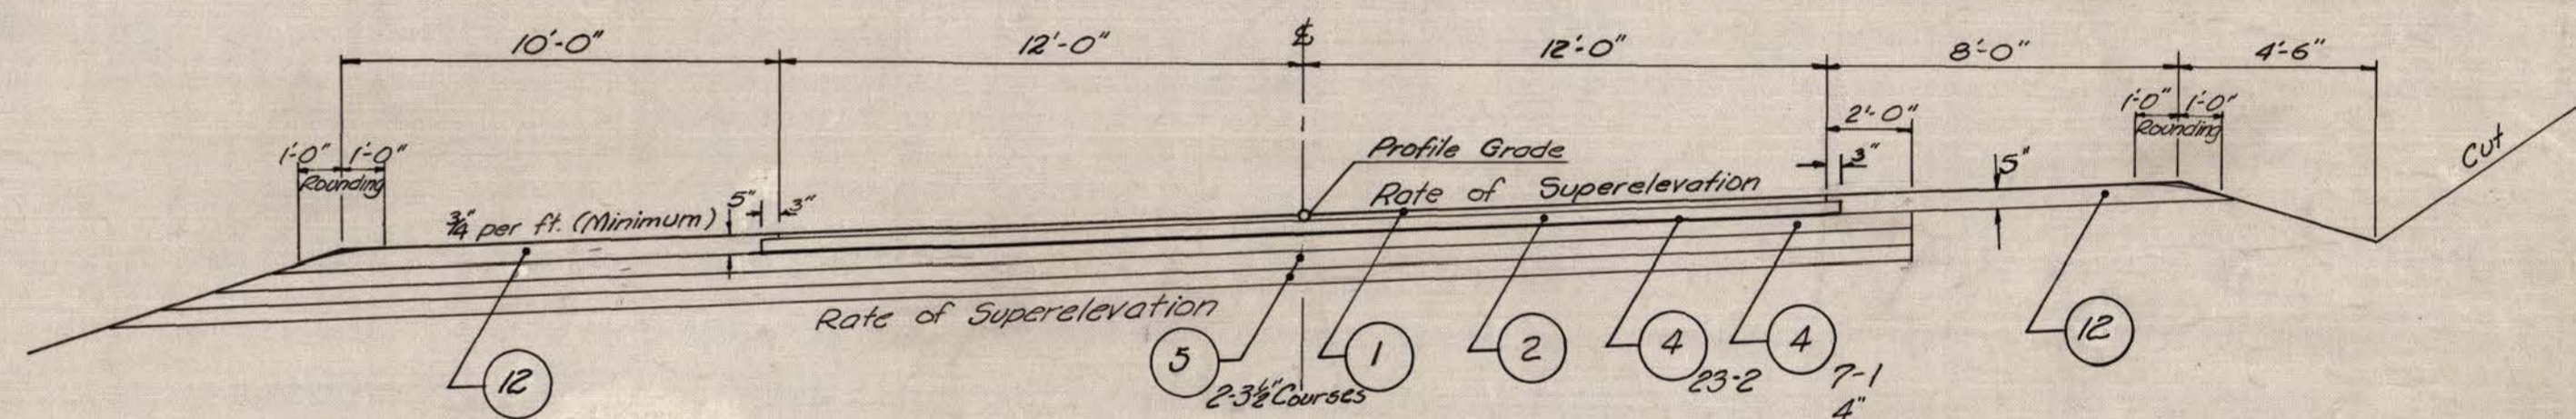 10'-0"
12'-0"
℄
12'-0"
8'-0"
4'-6"
1'-0" 1'-0"
Rounding
2'-0"
1'-0" 1'-0"
Rounding
Profile Grade
3"
5"
Cut
Rate of Superelevation
5"
3"
3/4" per ft. (Minimum)
Rate of Superelevation
12
5
2-3½" Courses
1
2
4
23-2
4
7-1
4"
12